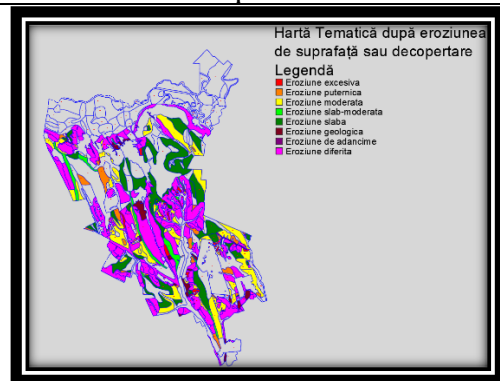 Hartă Tematică după eroziunea
de suprafață sau decopertare
Legendă
Eroziune excesiva
Eroziune puternica
Eroziune moderata
Eroziune slab-moderata
Eroziune slaba
Eroziune geologica
Eroziune de adancime
Eroziune diferita